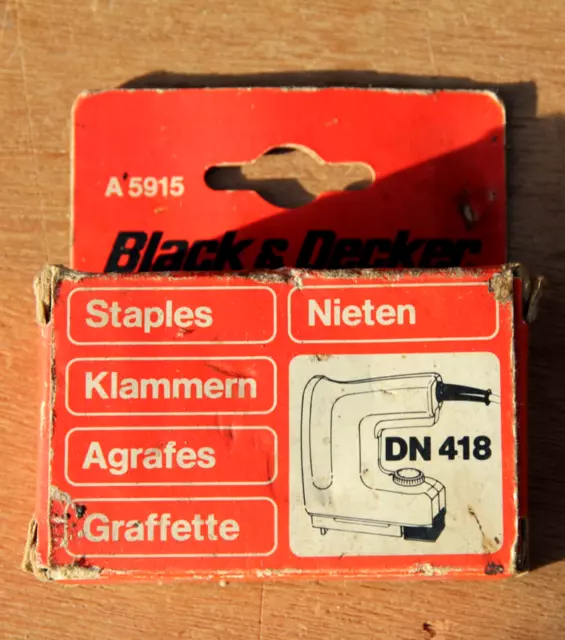 A 5915
Black & Decker
Staples
Nieten
Klammern
Agrafes
Graffette
DN 418